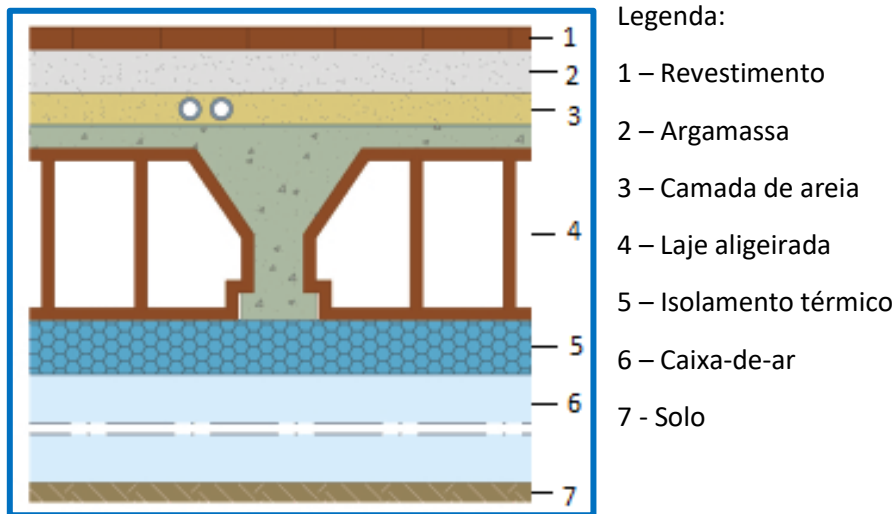 Legenda:
1 – Revestimento
2 – Argamassa
3 – Camada de areia
4 – Laje aligeirada
5 – Isolamento térmico
6 – Caixa-de-ar
7 - Solo
1
2
3
4
5
6
7